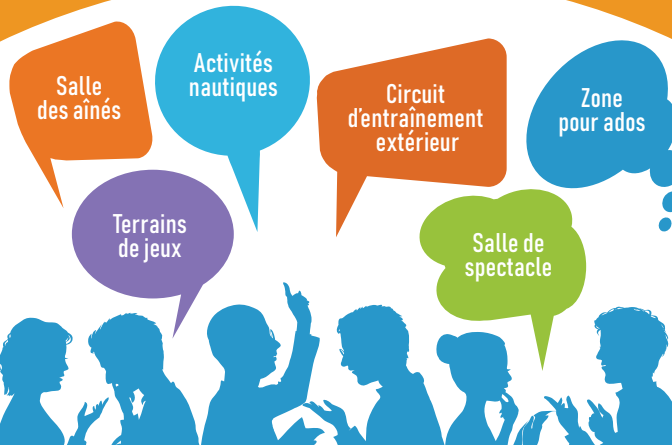 Salle
des aînés
Activités
nautiques
Circuit
d'entraînement
extérieur
Zone
pour ados
Terrains
de jeux
Salle de
spectacle